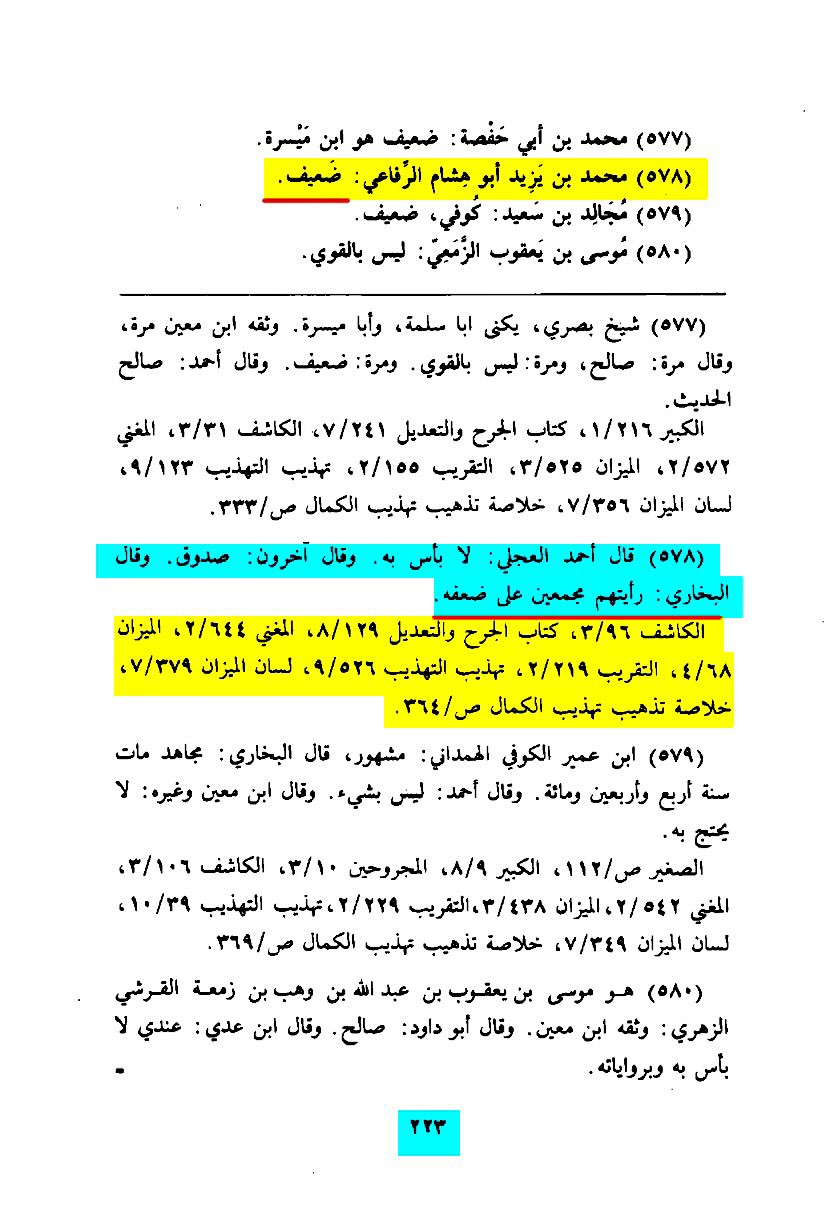 (٥٧٧) محمد بن أبي حَفْصة: ضعيف هو ابن مَيْسرة.
(٥٧٨) محمد بن يَزِيد أبو هِشام الرِّفاعي: ضَعِيف.
(٥٧٩) مُجَالِد بن سَعِيد: كُوفي، ضعيف.
(٥٨٠) مُوسى بن يَعقوب الزَّمَعِيّ: ليس بالقوي.
(٥٧٧) شيخ بصري، يكنى ابا سلمة، وأبا ميسرة. وثقه ابن معين مرة،
وقال مرة: صالح، ومرة: ليس بالقوي. ومرة: ضعيف. وقال أحمد: صالح
الحديث.
الكبير ١/٢١٦، كتاب الجرح والتعديل ٧/٢٤١، الكاشف ٣/٣١، المغني
٢/٥٧٢، الميزان ٣/٥٢٥، التقريب ٢/١٥٥، تهذيب التهذيب ٩/١٢٣،
لسان الميزان ٧/٣٥٦، خلاصة تذهيب تهذيب الكمال ص/٣٣٣.
(٥٧٨) قال أحمد العجلي: لا بأس به. وقال آخرون: صدوق. وقال
البخاري: رأيتهم مجمعين على ضعفه.
الكاشف ٣/٩٦، كتاب الجرح والتعديل ٨/١٢٩، المغني ٢/٦٤٤، الميزان
٤/٦٨، التقريب ٢/٢١٩، تهذيب التهذيب ٩/٥٢٦، لسان الميزان ٧/٣٧٩،
خلاصة تذهيب تهذيب الكمال ص/٣٦٤.
(٥٧٩) ابن عمير الكوفي الهمداني: مشهور، قال البخاري: مجاهد مات
سنة أربع وأربعين ومائة. وقال أحمد: ليس بشيء. وقال ابن معين وغيره: لا
يحتج به.
الصغير ص/١١٢، الكبير ٨/٩، المجروحين ٣/١٠، الكاشف ٣/١٠٦،
المغني ٢/٥٤٢، الميزان ٣/٤٣٨، التقريب ٢/٢٢٩، تهذيب التهذيب ١٠/٣٩،
لسان الميزان ٧/٣٤٩، خلاصة تذهيب تهذيب الكمال ص/٣٦٩.
(٥٨٠) هو موسى بن يعقوب بن عبد الله بن وهب بن زمعة القرشي
الزهري: وثقه ابن معين. وقال أبو داود: صالح. وقال ابن عدي: عندي لا
بأس به وبرواياته. -
٢٢٣